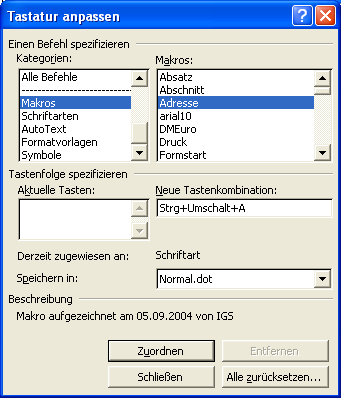 Tastatur anpassen
Einen Befehl spezifizieren
Kategorien: Makros:
Alle Befehle
------------------------------
Makros
Schriftarten
AutoText
Formatvorlagen
Symbole
Absatz
Abschnitt
Adresse
arial10
DMEuro
Druck
Formstart
Tastenfolge spezifizieren
Aktuelle Tasten: Neue Tastenkombination:
Strg+Umschalt+A
Derzeit zugewiesen an: Schriftart
Speichern in: Normal.dot
Beschreibung
Makro aufgezeichnet am 05.09.2004 von IGS
Zuordnen Entfernen
Schließen Alle zurücksetzen...